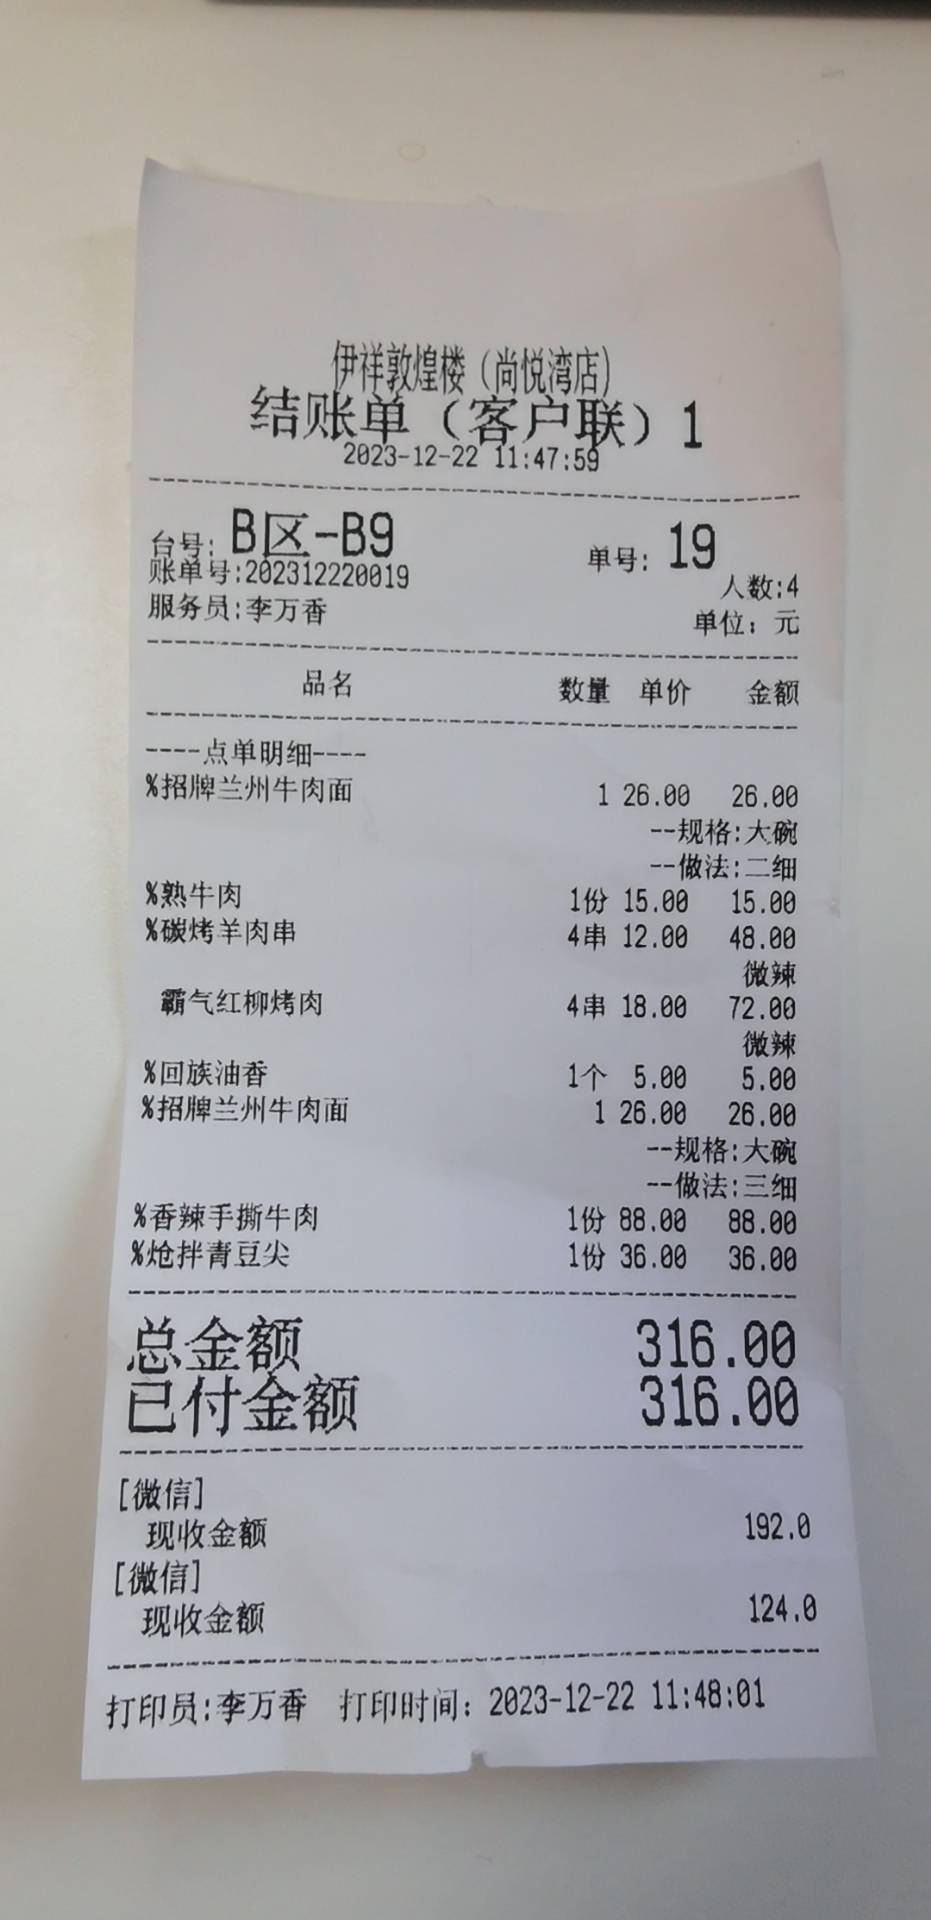 伊祥敦煌楼（尚悦湾店）
结账单（客户联）1
2023-12-22 11:47:59
台号: B区-B9 单号: 19
账单号:202312220019 人数:4
服务员:李万香 单位: 元
品名 数量 单价 金额
----点单明细----
%招牌兰州牛肉面 1 26.00 26.00
--规格:大碗
--做法:二细
%熟牛肉 1份 15.00 15.00
%碳烤羊肉串 4串 12.00 48.00
微辣
霸气红柳烤肉 4串 18.00 72.00
微辣
%回族油香 1个 5.00 5.00
%招牌兰州牛肉面 1 26.00 26.00
--规格:大碗
--做法:三细
%香辣手撕牛肉 1份 88.00 88.00
%炝拌青豆尖 1份 36.00 36.00
总金额 316.00
已付金额 316.00
[微信]
现收金额 192.0
[微信]
现收金额 124.0
打印员:李万香 打印时间: 2023-12-22 11:48:01